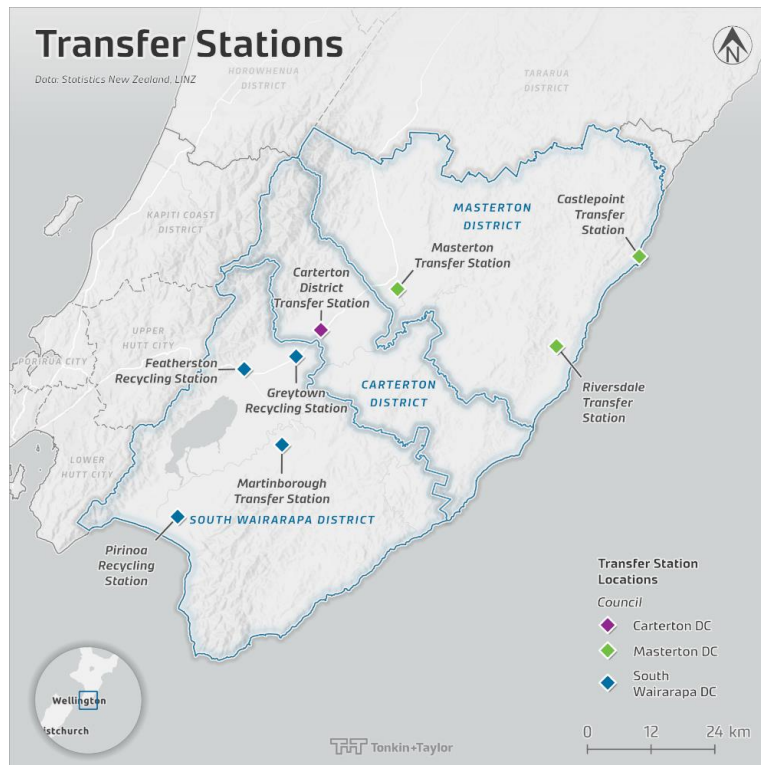 Transfer Stations
Data: Statistics New Zealand, LINZ
N
HOROWHENUA
DISTRICT
TARARUA
DISTRICT
KAPITI COAST
DISTRICT
MASTERTON
DISTRICT
Castlepoint
Transfer
Station
Masterton
Transfer Station
Carterton
District
Transfer Station
UPPER
HUTT CITY
PORIRUA CITY
Featherston
Recycling Station
Greytown
Recycling Station
CARTERTON
DISTRICT
Riversdale
Transfer
Station
LOWER
HUTT CITY
Martinborough
Transfer Station
SOUTH WAIRARAPA DISTRICT
Pirinoa
Recycling
Station
Transfer Station
Locations
Council
Carterton DC
Masterton DC
South
Wairarapa DC
Wellington
istchurch
0 12 24 km
Tonkin+Taylor